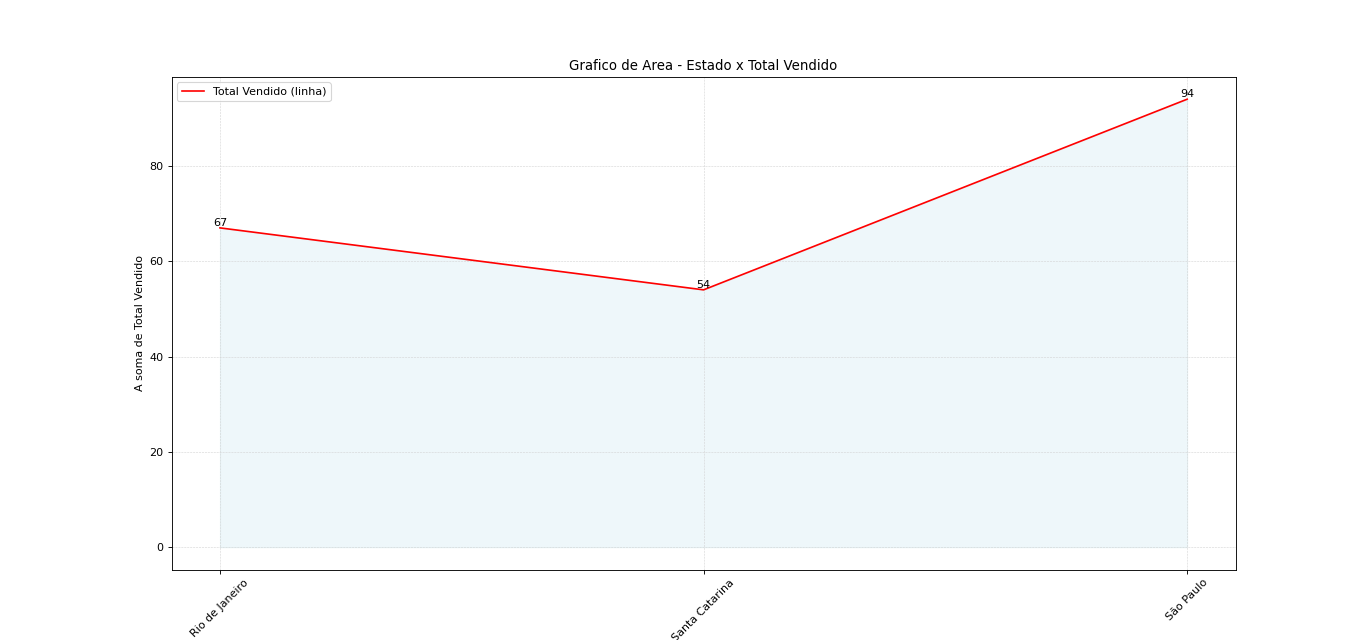 Grafico de Area - Estado x Total Vendido
Total Vendido (linha)
94
80
67
60
54
A soma de Total Vendido
40
20
0
Rio de Janeiro
Santa Catarina
São Paulo